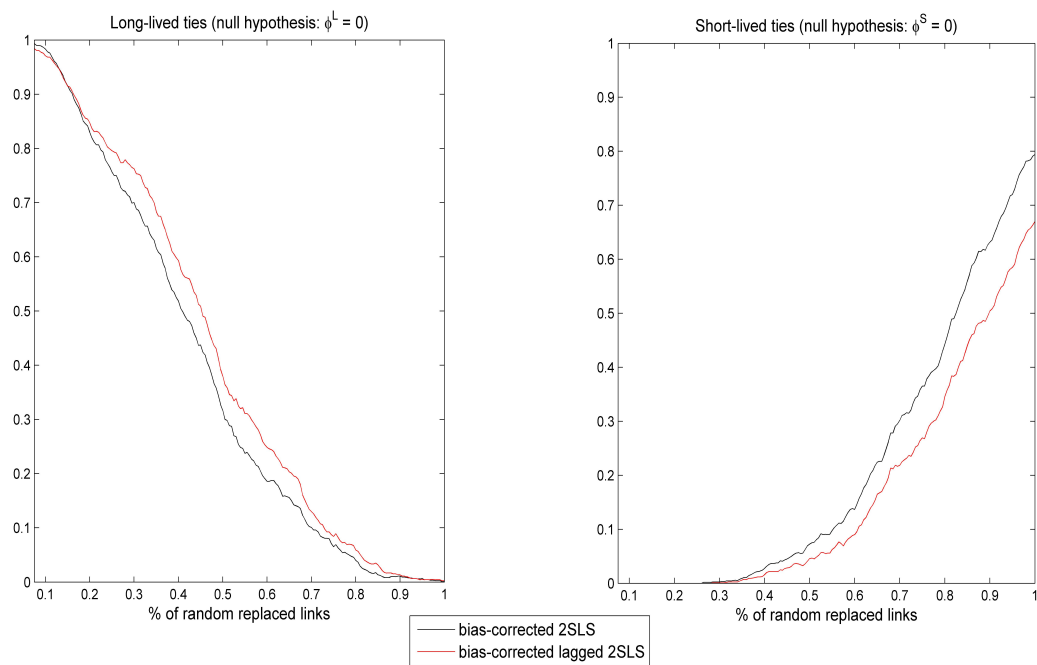 Long-lived ties (null hypothesis: ϕ^L = 0)
1
0.9
0.8
0.7
0.6
0.5
0.4
0.3
0.2
0.1
0
0.1 0.2 0.3 0.4 0.5 0.6 0.7 0.8 0.9 1
% of random replaced links
Short-lived ties (null hypothesis: ϕ^S = 0)
1
0.9
0.8
0.7
0.6
0.5
0.4
0.3
0.2
0.1
0
0.1 0.2 0.3 0.4 0.5 0.6 0.7 0.8 0.9 1
% of random replaced links
bias-corrected 2SLS
bias-corrected lagged 2SLS